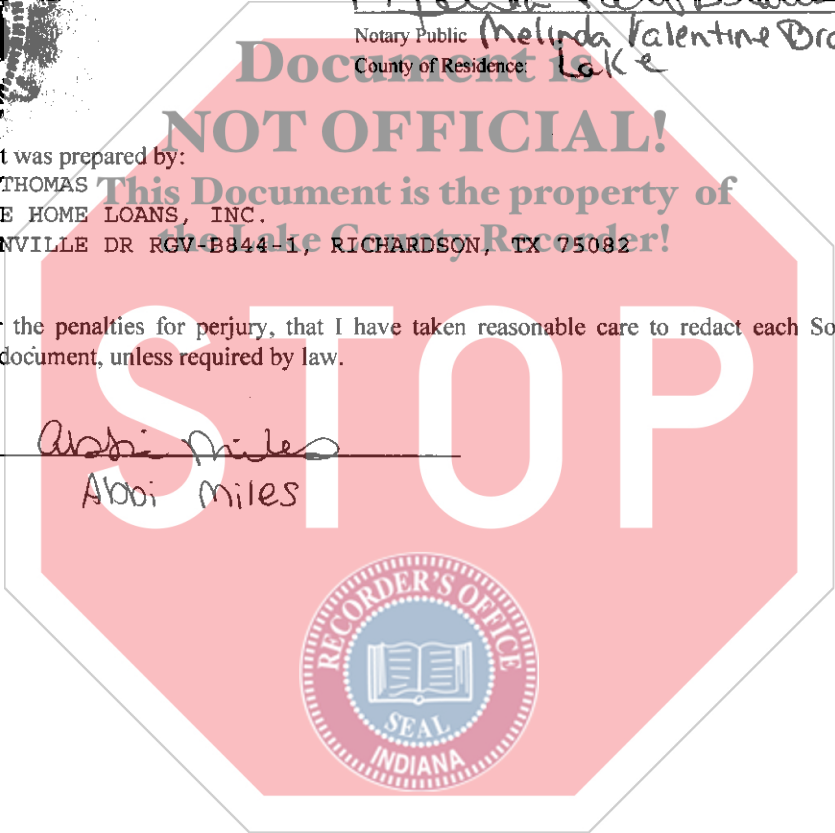 Notary Public Melinda Valentine Bro
County of Residence: Lake
Document is
NOT OFFICIAL!
This Document is the property of
the Lake County Recorder!
t was prepared by:
THOMAS
E HOME LOANS, INC.
NVILLE DR RGV-B844-1, RICHARDSON, TX 75082
the penalties for perjury, that I have taken reasonable care to redact each So
document, unless required by law.
STOP
Abbi Miles
Abbi Miles
RECORDER'S OFFICE
SEAL
INDIANA